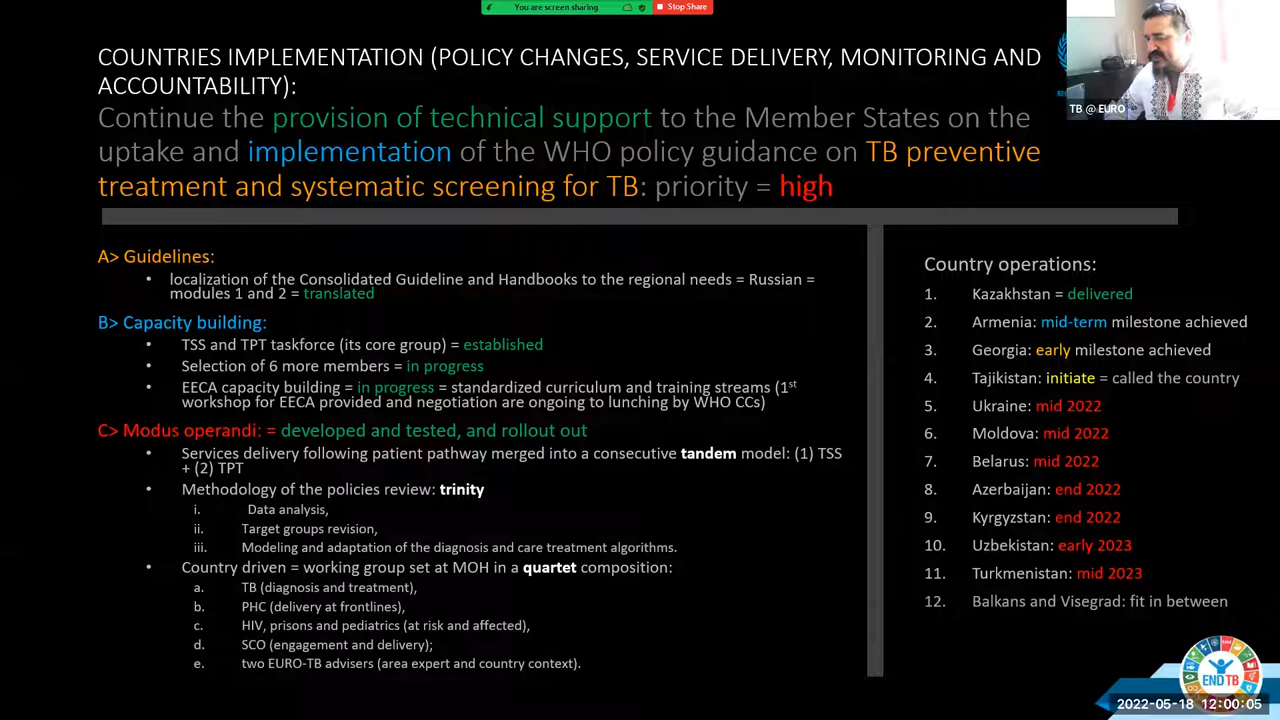 You are screen sharing
Stop Share
COUNTRIES IMPLEMENTATION (POLICY CHANGES, SERVICE DELIVERY, MONITORING AND
ACCOUNTABILITY):
Continue the provision of technical support to the Member States on the
uptake and implementation of the WHO policy guidance on TB preventive
treatment and systematic screening for TB: priority = high
TB @ EURO
A> Guidelines:
• localization of the Consolidated Guideline and Handbooks to the regional needs = Russian =
modules 1 and 2 = translated
B> Capacity building:
• TSS and TPT taskforce (its core group) = established
• Selection of 6 more members = in progress
• EECA capacity building = in progress = standardized curriculum and training streams (1st
workshop for EECA provided and negotiation are ongoing to lunching by WHO CCs)
C> Modus operandi: = developed and tested, and rollout out
• Services delivery following patient pathway merged into a consecutive tandem model: (1) TSS
+ (2) TPT
• Methodology of the policies review: trinity
i. Data analysis,
ii. Target groups revision,
iii. Modeling and adaptation of the diagnosis and care treatment algorithms.
• Country driven = working group set at MOH in a quartet composition:
a. TB (diagnosis and treatment),
b. PHC (delivery at frontlines),
c. HIV, prisons and pediatrics (at risk and affected),
d. SCO (engagement and delivery);
e. two EURO-TB advisers (area expert and country context).
Country operations:
1. Kazakhstan = delivered
2. Armenia: mid-term milestone achieved
3. Georgia: early milestone achieved
4. Tajikistan: initiate = called the country
5. Ukraine: mid 2022
6. Moldova: mid 2022
7. Belarus: mid 2022
8. Azerbaijan: end 2022
9. Kyrgyzstan: end 2022
10. Uzbekistan: early 2023
11. Turkmenistan: mid 2023
12. Balkans and Visegrad: fit in between
END TB
2022-05-18 12:00:05